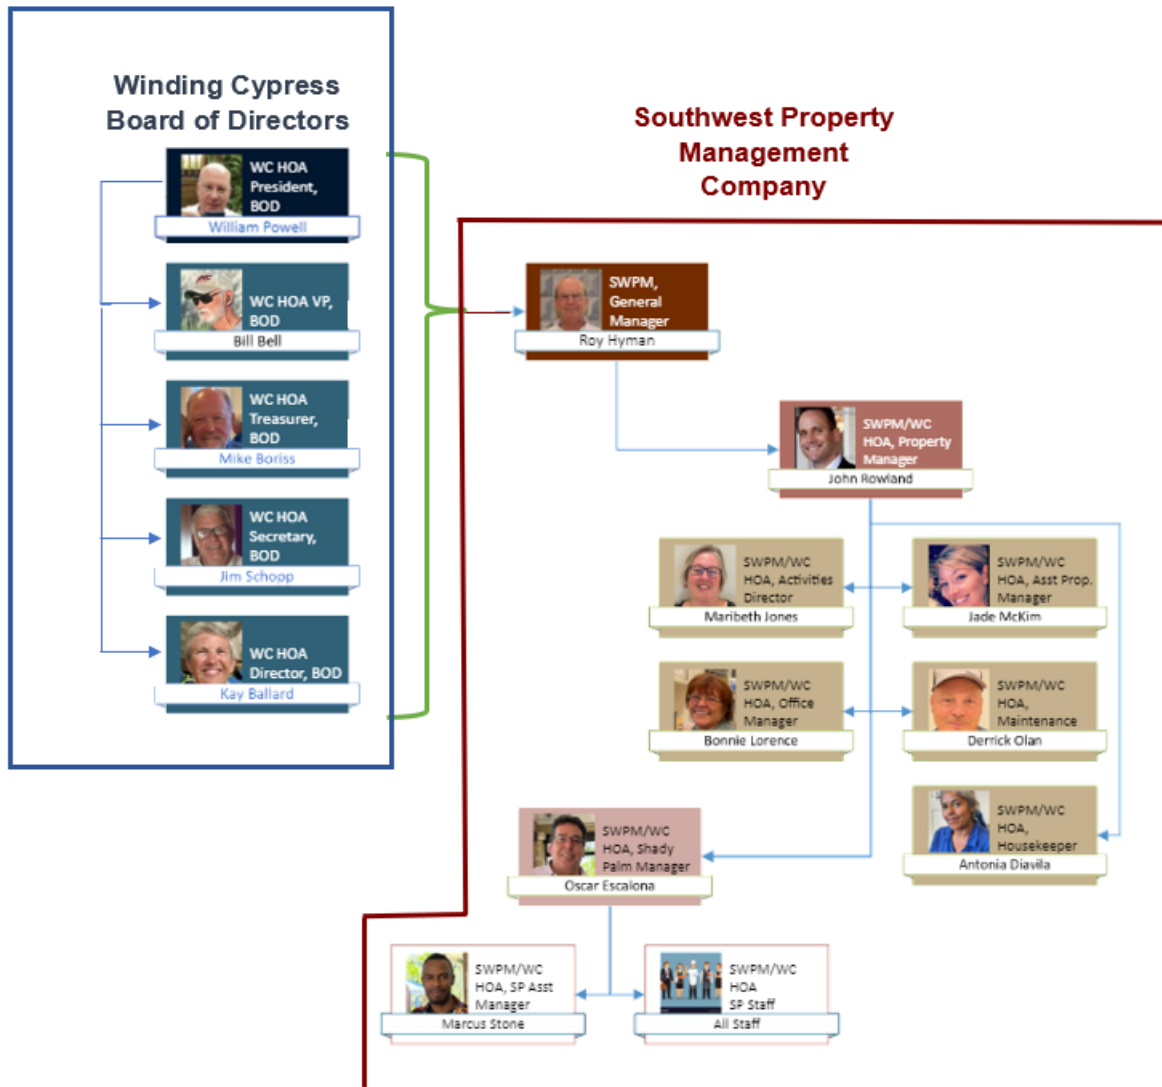 Winding Cypress
Board of Directors
WC HOA
President,
BOD
William Powell
WC HOA VP,
BOD
Bill Bell
WC HOA
Treasurer,
BOD
Mike Boriss
WC HOA
Secretary,
BOD
Jim Schopp
WC HOA
Director, BOD
Kay Ballard
Southwest Property
Management
Company
SWPM,
General
Manager
Roy Hyman
SWPM/WC
HOA, Property
Manager
John Rowland
SWPM/WC
HOA, Activities
Director
Maribeth Jones
SWPM/WC
HOA, Asst Prop.
Manager
Jade McKim
SWPM/WC
HOA, Office
Manager
Bonnie Lorence
SWPM/WC
HOA,
Maintenance
Derrick Olan
SWPM/WC
HOA,
Housekeeper
Antonia Diavila
SWPM/WC
HOA, Shady
Palm Manager
Oscar Escalona
SWPM/WC
HOA, SP Asst
Manager
Marcus Stone
SWPM/WC
HOA
SP Staff
All Staff